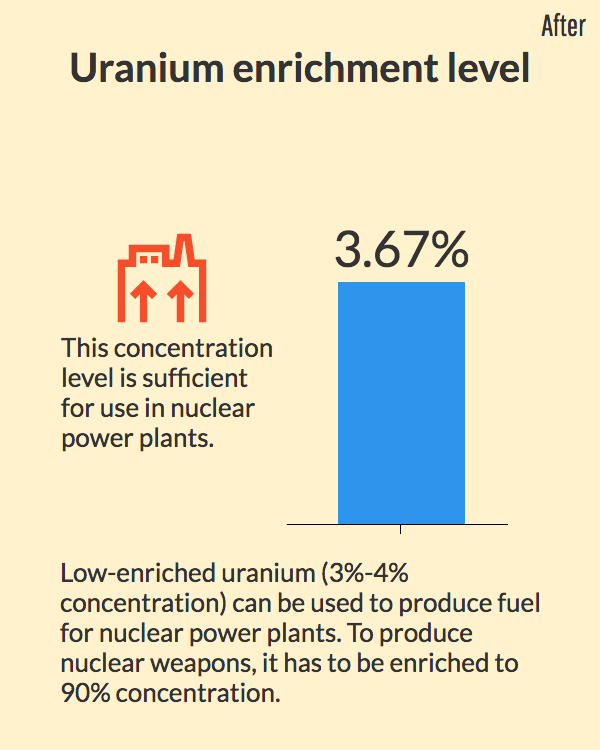 After
Uranium enrichment level
3.67%
This concentration
level is sufficient
for use in nuclear
power plants.
Low-enriched uranium (3%-4%
concentration) can be used to produce fuel
for nuclear power plants. To produce
nuclear weapons, it has to be enriched to
90% concentration.